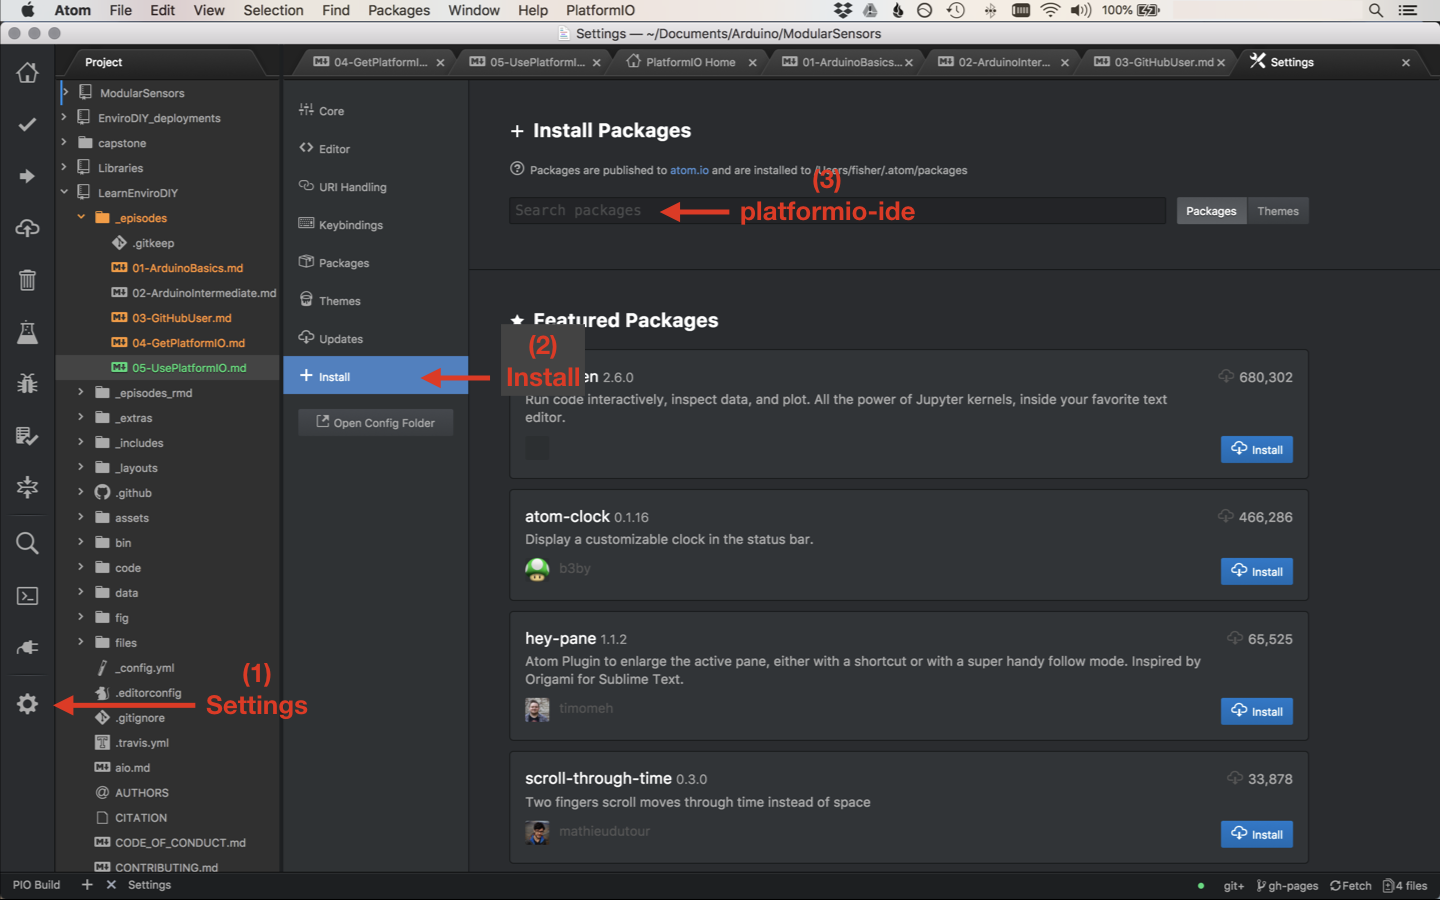 Atom File Edit View Selection Find Packages Window Help PlatformIO 100%
Settings — ~/Documents/Arduino/ModularSensors
Project
04-GetPlatformI...
05-UsePlatformI...
PlatformIO Home
01-ArduinoBasics...
02-ArduinoInter...
03-GitHubUser.md
Settings
ModularSensors
EnviroDIY_deployments
capstone
Libraries
LearnEnviroDIY
_episodes
.gitkeep
01-ArduinoBasics.md
02-ArduinoIntermediate.md
03-GitHubUser.md
04-GetPlatformIO.md
05-UsePlatformIO.md
_episodes_rmd
_extras
_includes
_layouts
.github
assets
bin
code
data
fig
files
_config.yml
.editorconfig
.gitignore
.travis.yml
aio.md
AUTHORS
CITATION
CODE_OF_CONDUCT.md
CONTRIBUTING.md
(1)
Settings
Core
Editor
URI Handling
Keybindings
Packages
Themes
Updates
Install
Open Config Folder
(2)
Install
Install Packages
Packages are published to atom.io and are installed to /Users/fisher/.atom/packages
(3)
Search packages
platformio-ide
Packages Themes
Featured Packages
en 2.6.0
680,302
Run code interactively, inspect data, and plot. All the power of Jupyter kernels, inside your favorite text
editor.
Install
atom-clock 0.1.16
466,286
Display a customizable clock in the status bar.
b3by
Install
hey-pane 1.1.2
65,525
Atom Plugin to enlarge the active pane, either with a shortcut or with a super handy follow mode. Inspired by
Origami for Sublime Text.
timomeh
Install
scroll-through-time 0.3.0
33,878
Two fingers scroll moves through time instead of space
mathieudutour
Install
PIO Build + × Settings
git+ gh-pages Fetch 4 files